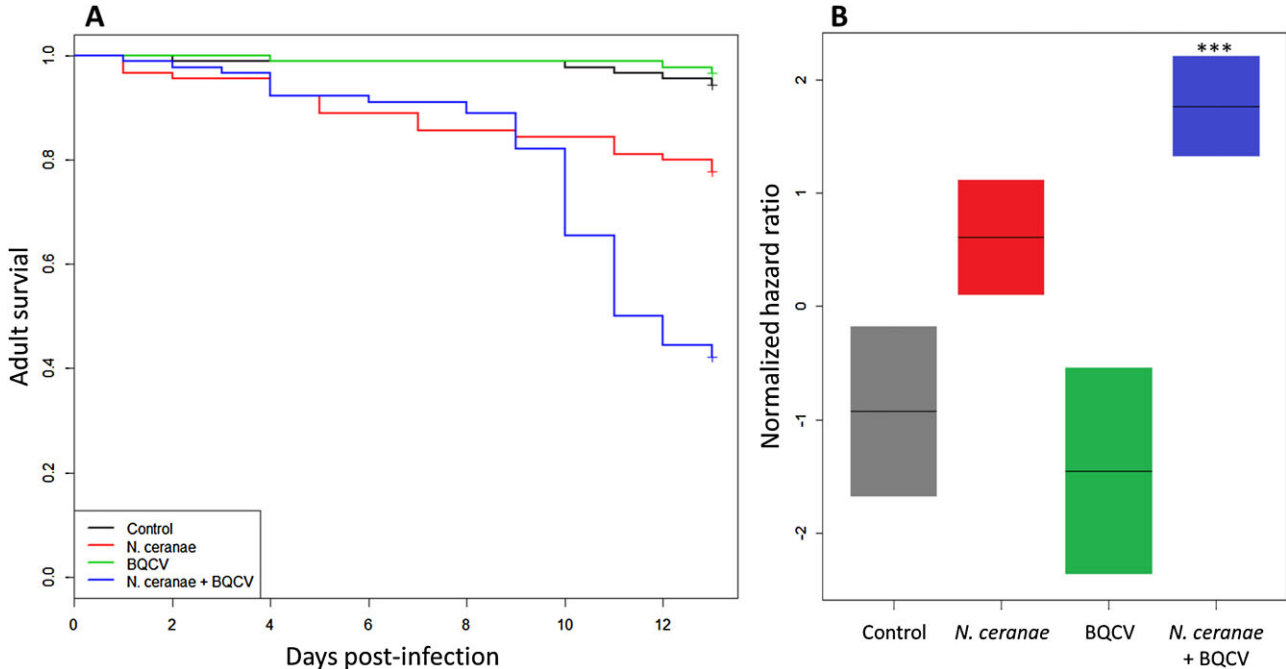 A
Adult survial
1.0
0.8
0.6
0.4
0.2
0.0
Control
N. ceranae
BQCV
N. ceranae + BQCV
0 2 4 6 8 10 12
Days post-infection
B
Normalized hazard ratio
2
1
0
-1
-2
***
Control N. ceranae BQCV N. ceranae
+ BQCV